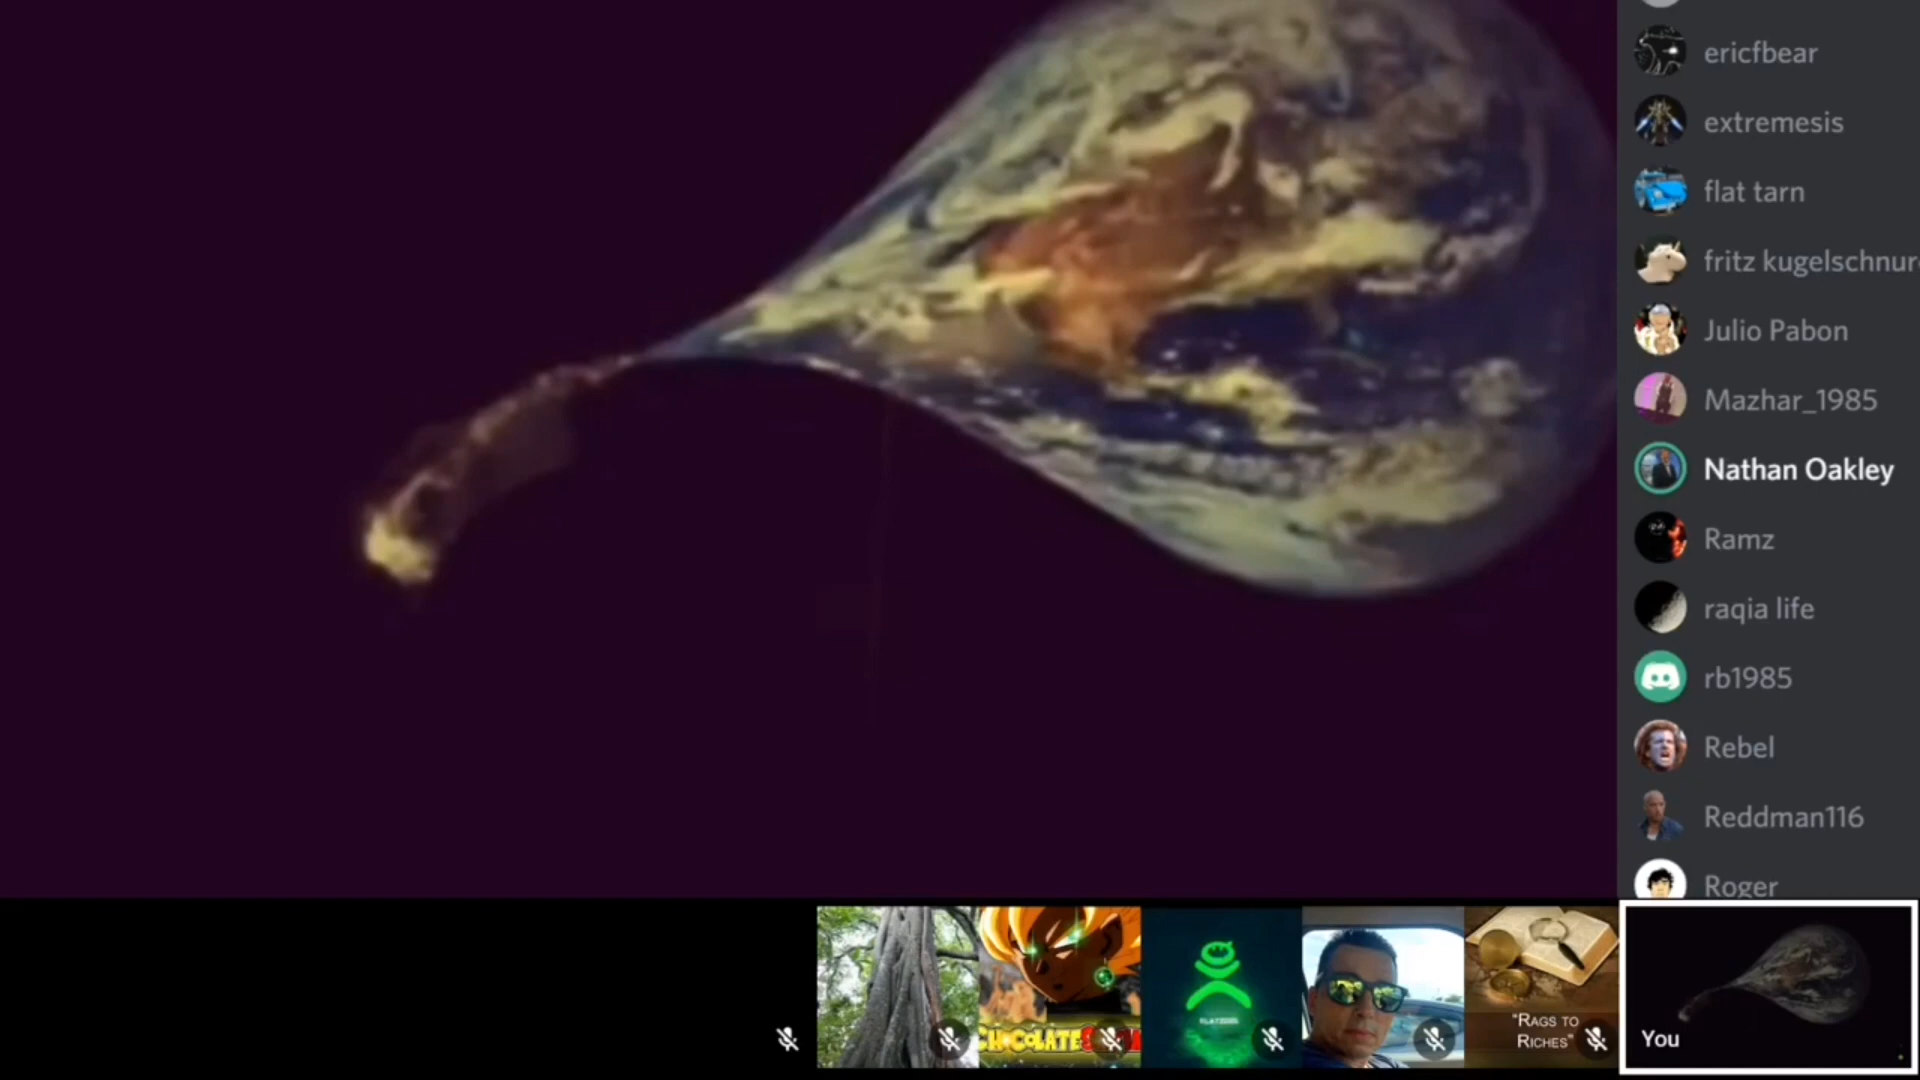 ericfbear
extremesis
flat tarn
fritz kugelschnur
Julio Pabon
Mazhar_1985
Nathan Oakley
Ramz
raqia life
rb1985
Rebel
Reddman116
Roger
CHOCOLATE
"RAGS TO
RICHES"
You